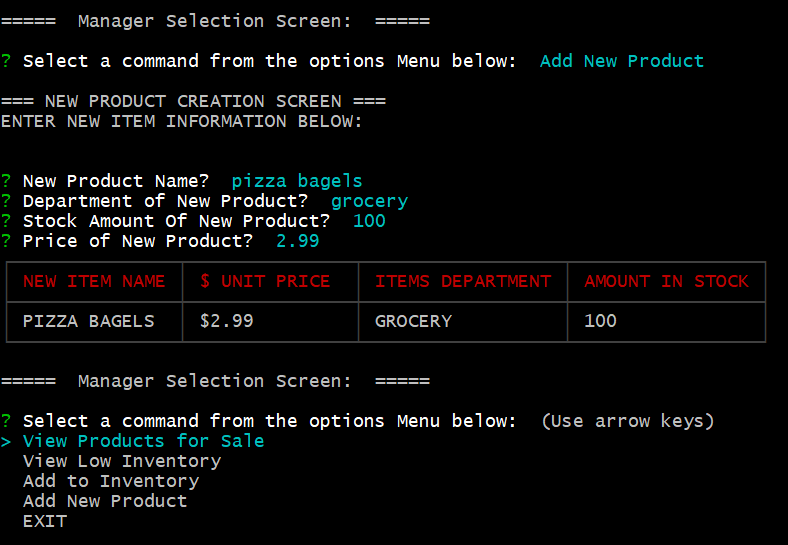 =====  Manager Selection Screen:  =====
? Select a command from the options Menu below:  Add New Product
=== NEW PRODUCT CREATION SCREEN ===
ENTER NEW ITEM INFORMATION BELOW:
? New Product Name?  pizza bagels
? Department of New Product?  grocery
? Stock Amount Of New Product?  100
? Price of New Product?  2.99
NEW ITEM NAME  $ UNIT PRICE  ITEMS DEPARTMENT  AMOUNT IN STOCK
PIZZA BAGELS  $2.99  GROCERY  100
=====  Manager Selection Screen:  =====
? Select a command from the options Menu below:  (Use arrow keys)
> View Products for Sale
View Low Inventory
Add to Inventory
Add New Product
EXIT